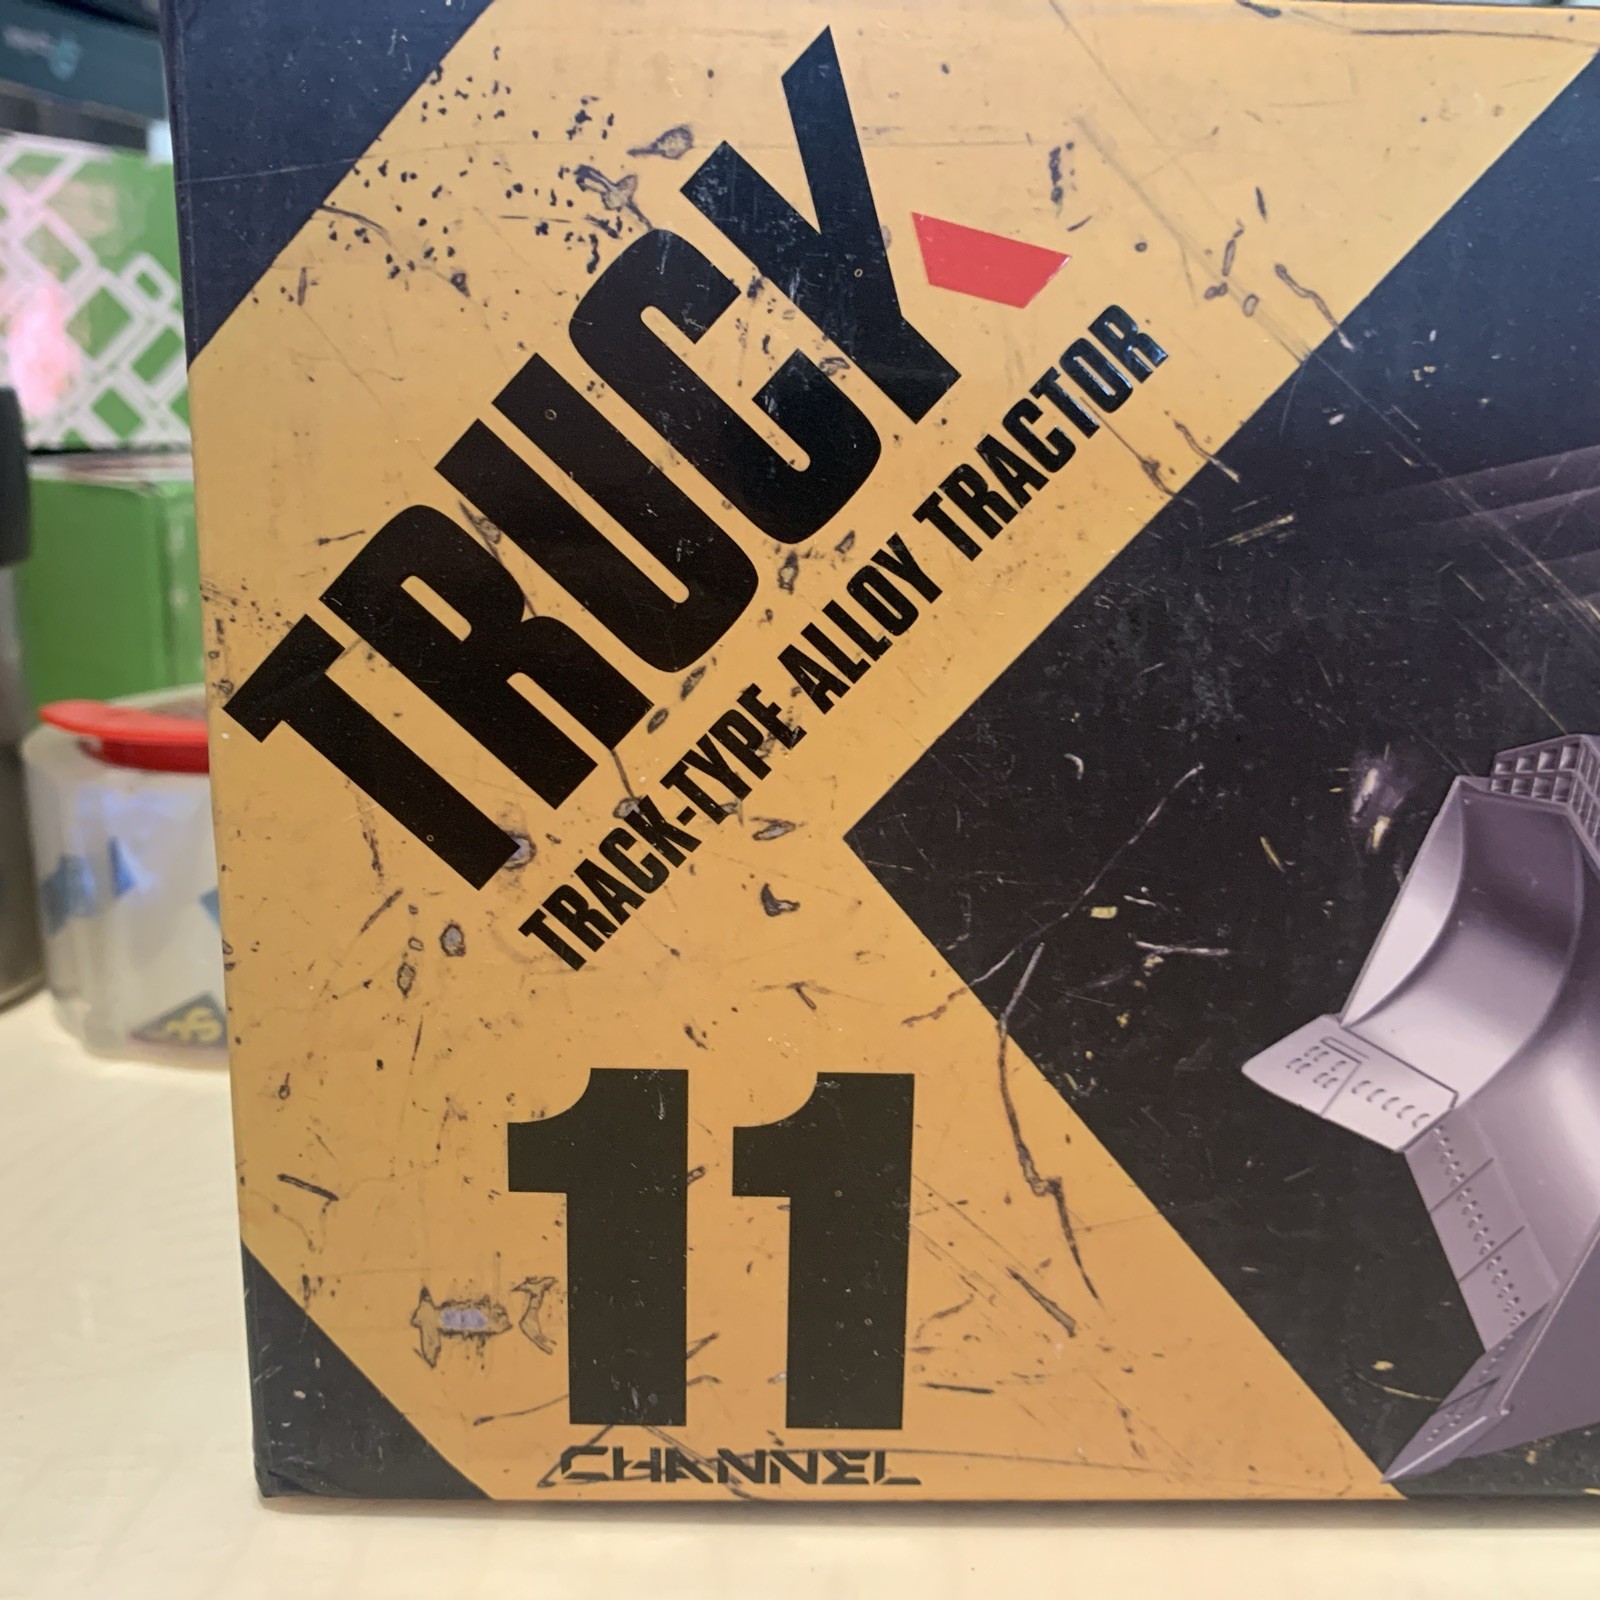 TRUCK
TRACK-TYPE ALLOY TRACTOR
11
CHANNEL